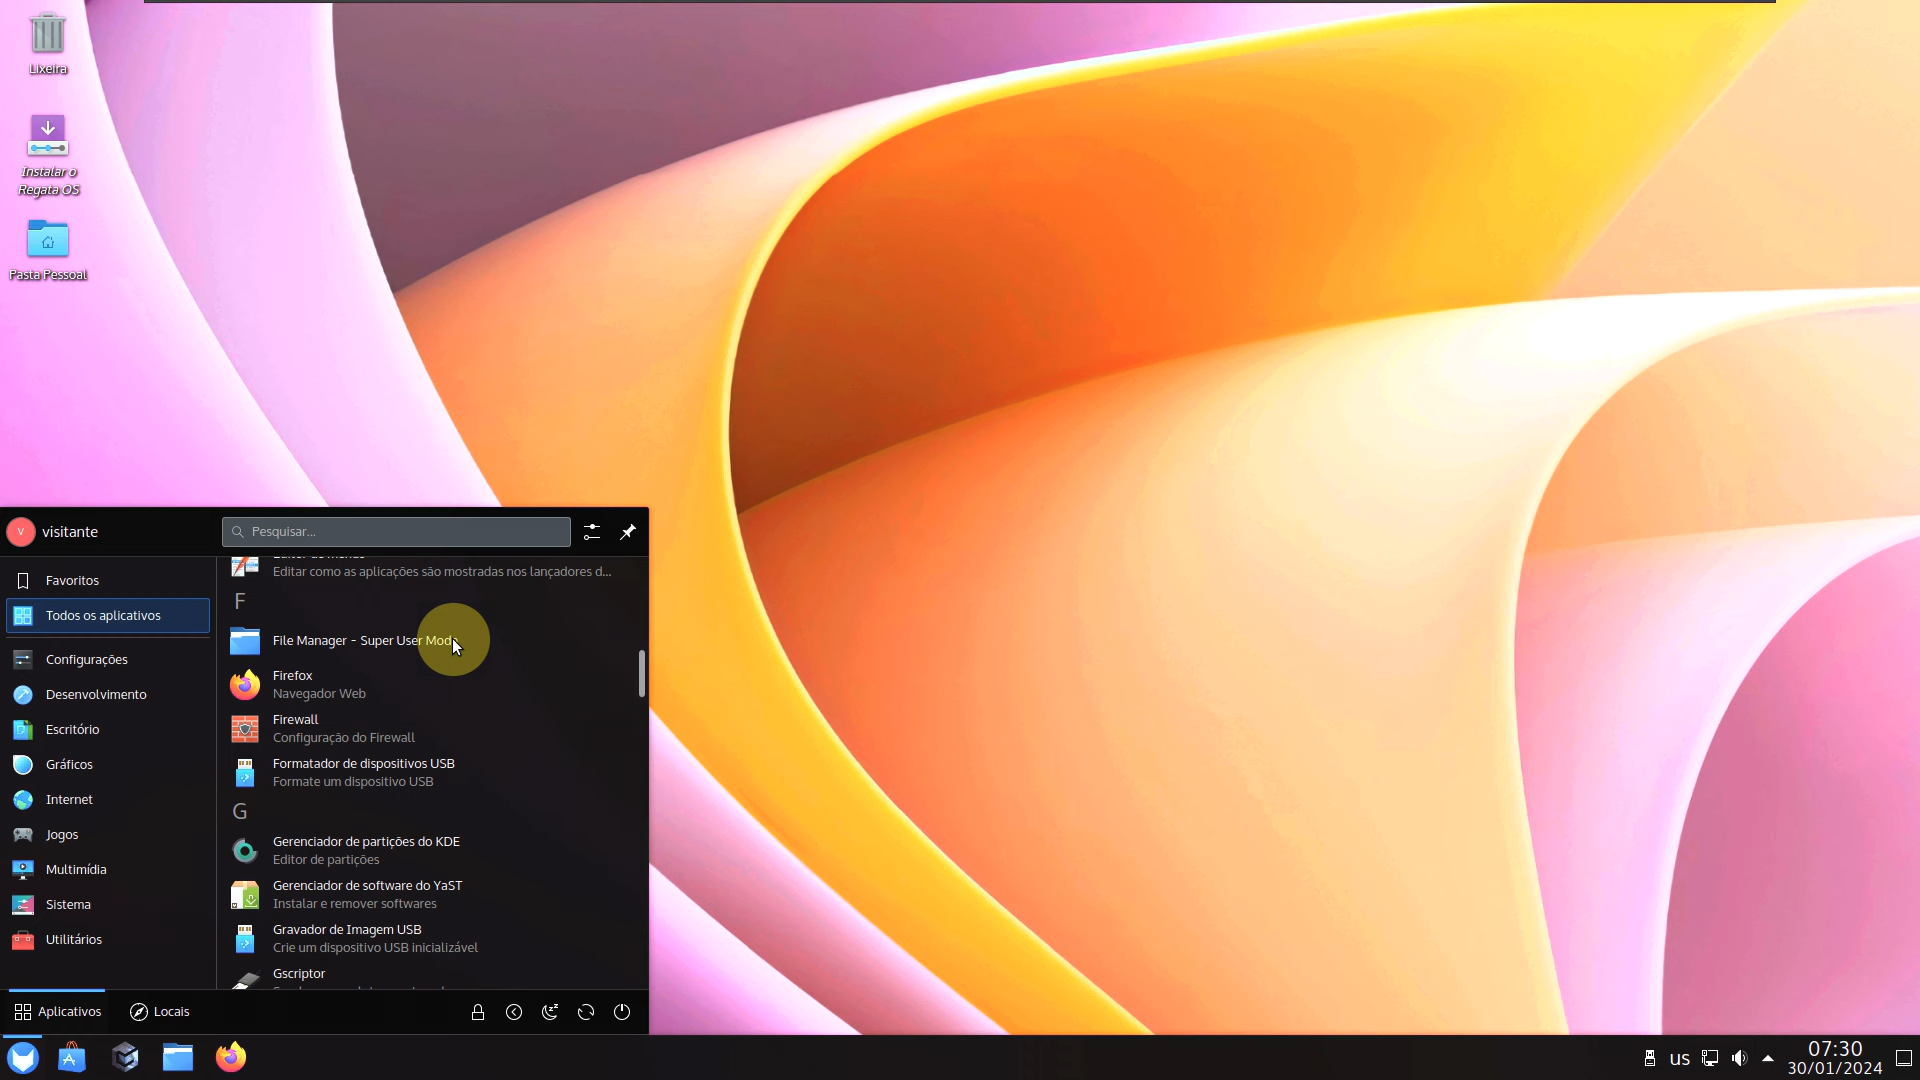 Lixeira
Instalar o
Regata OS
Pasta Pessoal
V
visitante
Pesquisar...
Favoritos
Todos os aplicativos
Configurações
Desenvolvimento
Escritório
Gráficos
Internet
Jogos
Multimídia
Sistema
Utilitários
Editar como as aplicações são mostradas nos lançadores d...
F
File Manager - Super User Mode
Firefox
Navegador Web
Firewall
Configuração do Firewall
Formatador de dispositivos USB
Formate um dispositivo USB
G
Gerenciador de partições do KDE
Editor de partições
Gerenciador de software do YaST
Instalar e remover softwares
Gravador de Imagem USB
Crie um dispositivo USB inicializável
Gscriptor
Aplicativos
Locais
us
07:30
30/01/2024